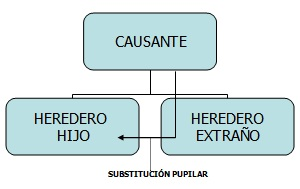 CAUSANTE
HEREDERO
HIJO
HEREDERO
EXTRAÑO
SUBSTITUCIÓN PUPILAR